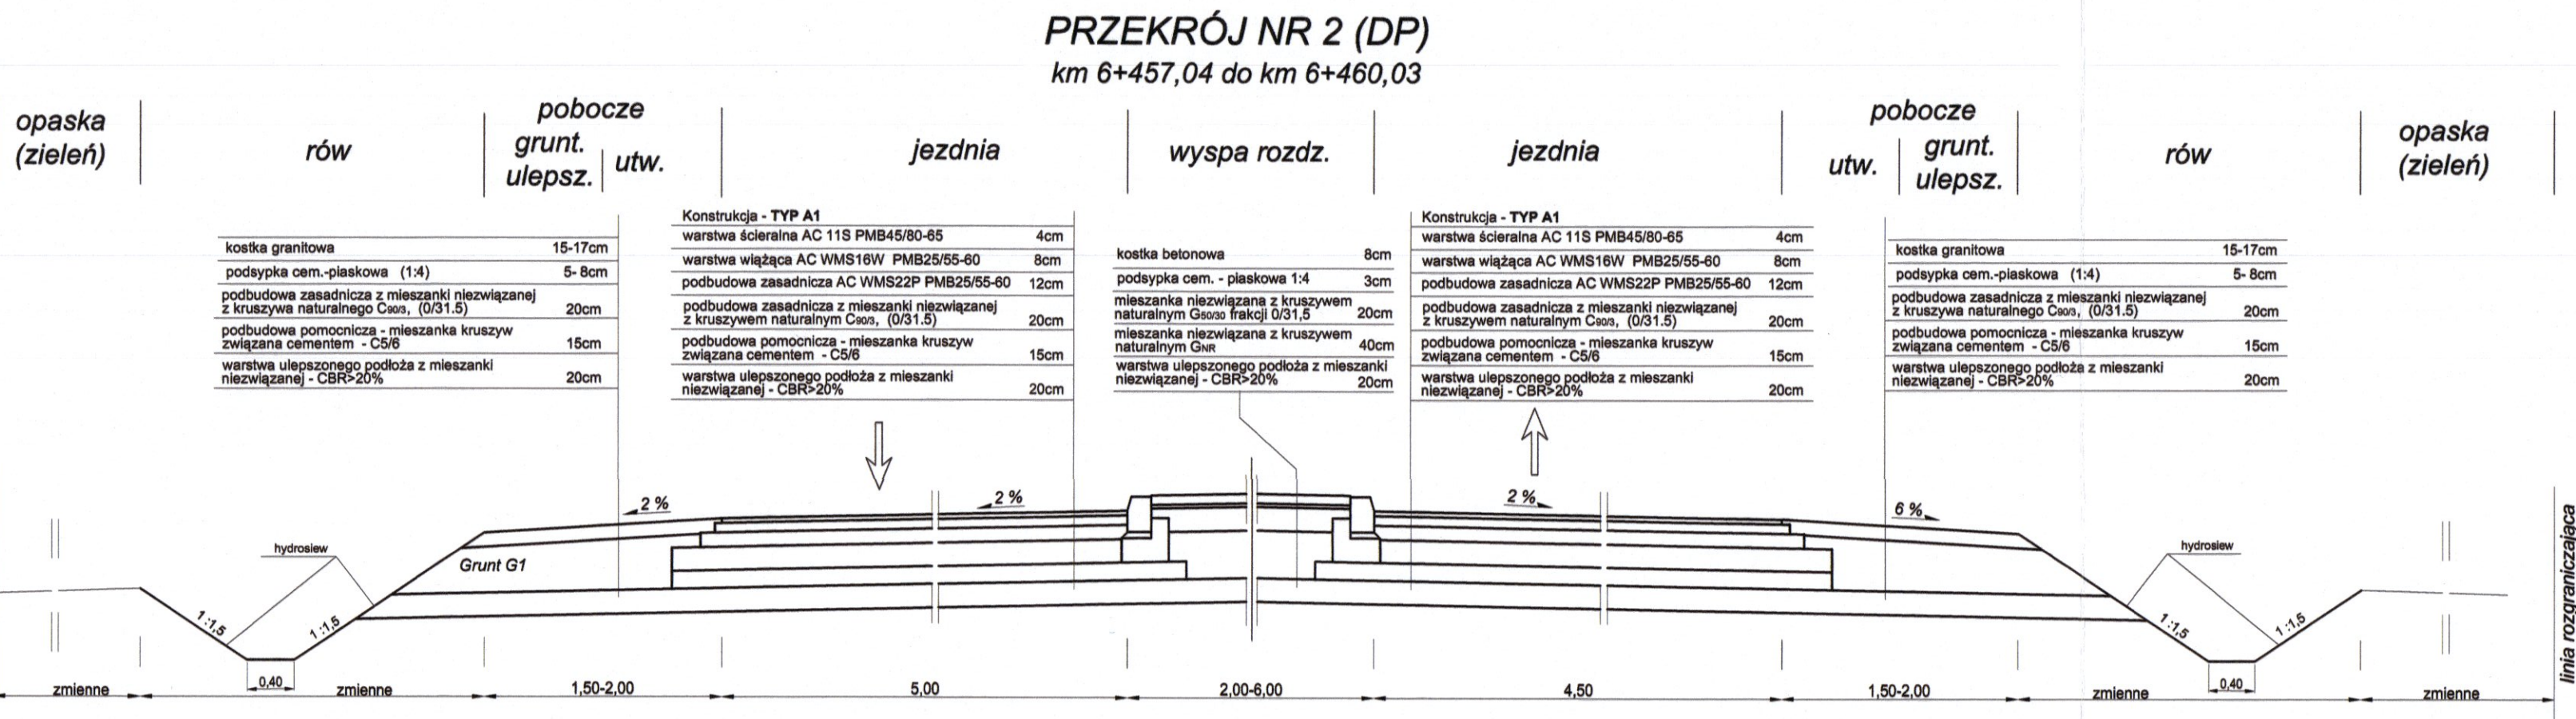 PRZEKRÓJ NR 2 (DP)
km 6+457,04 do km 6+460,03
opaska
(zieleń)
rów
pobocze
grunt.
ulepsz.
utw.
jezdnia
wyspa rozdz.
jezdnia
pobocze
utw.
grunt.
ulepsz.
rów
opaska
(zieleń)
kostka granitowa 15-17cm
podsypka cem.-piaskowa (1:4) 5- 8cm
podbudowa zasadnicza z mieszanki niezwiązanej
z kruszywa naturalnego C90/3, (0/31.5) 20cm
podbudowa pomocnicza - mieszanka kruszyw
związana cementem - C5/6 15cm
warstwa ulepszonego podłoża z mieszanki
niezwiązanej - CBR>20% 20cm
Konstrukcja - TYP A1
warstwa ścieralna AC 11S PMB45/80-65 4cm
warstwa wiążąca AC WMS16W PMB25/55-60 8cm
podbudowa zasadnicza AC WMS22P PMB25/55-60 12cm
podbudowa zasadnicza z mieszanki niezwiązanej
z kruszywem naturalnym C90/3, (0/31.5) 20cm
podbudowa pomocnicza - mieszanka kruszyw
związana cementem - C5/6 15cm
warstwa ulepszonego podłoża z mieszanki
niezwiązanej - CBR>20% 20cm
kostka betonowa 8cm
podsypka cem. - piaskowa 1:4 3cm
mieszanka niezwiązana z kruszywem
naturalnym G50/30 frakcji 0/31,5 20cm
mieszanka niezwiązana z kruszywem
naturalnym GNR 40cm
warstwa ulepszonego podłoża z mieszanki
niezwiązanej - CBR>20% 20cm
Konstrukcja - TYP A1
warstwa ścieralna AC 11S PMB45/80-65 4cm
warstwa wiążąca AC WMS16W PMB25/55-60 8cm
podbudowa zasadnicza AC WMS22P PMB25/55-60 12cm
podbudowa zasadnicza z mieszanki niezwiązanej
z kruszywem naturalnym C90/3, (0/31.5) 20cm
podbudowa pomocnicza - mieszanka kruszyw
związana cementem - C5/6 15cm
warstwa ulepszonego podłoża z mieszanki
niezwiązanej - CBR>20% 20cm
kostka granitowa 15-17cm
podsypka cem.-piaskowa (1:4) 5- 8cm
podbudowa zasadnicza z mieszanki niezwiązanej
z kruszywa naturalnego C90/3, (0/31.5) 20cm
podbudowa pomocnicza - mieszanka kruszyw
związana cementem - C5/6 15cm
warstwa ulepszonego podłoża z mieszanki
niezwiązanej - CBR>20% 20cm
2 %
2 %
2 %
6 %
hydrosiew
Grunt G1
hydrosiew
1 :1,5
1 :1,5
1 :1,5
1 :1,5
linia rozgraniczająca
zmienne
0,40
zmienne
1,50-2,00
5,00
2,00-6,00
4,50
1,50-2,00
zmienne
0,40
zmienne